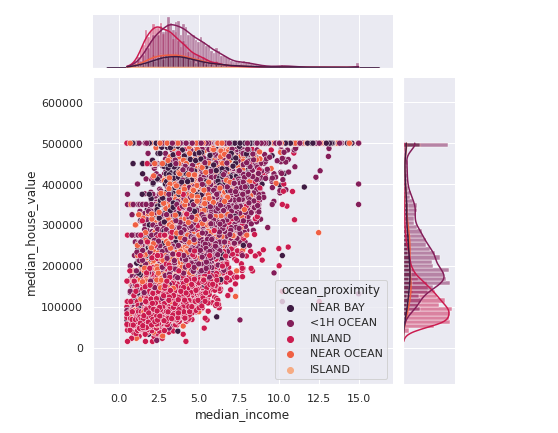 600000
500000
400000
300000
200000
100000
0
median_house_value
ocean_proximity
NEAR BAY
<1H OCEAN
INLAND
NEAR OCEAN
ISLAND
0.0 2.5 5.0 7.5 10.0 12.5 15.0
median_income